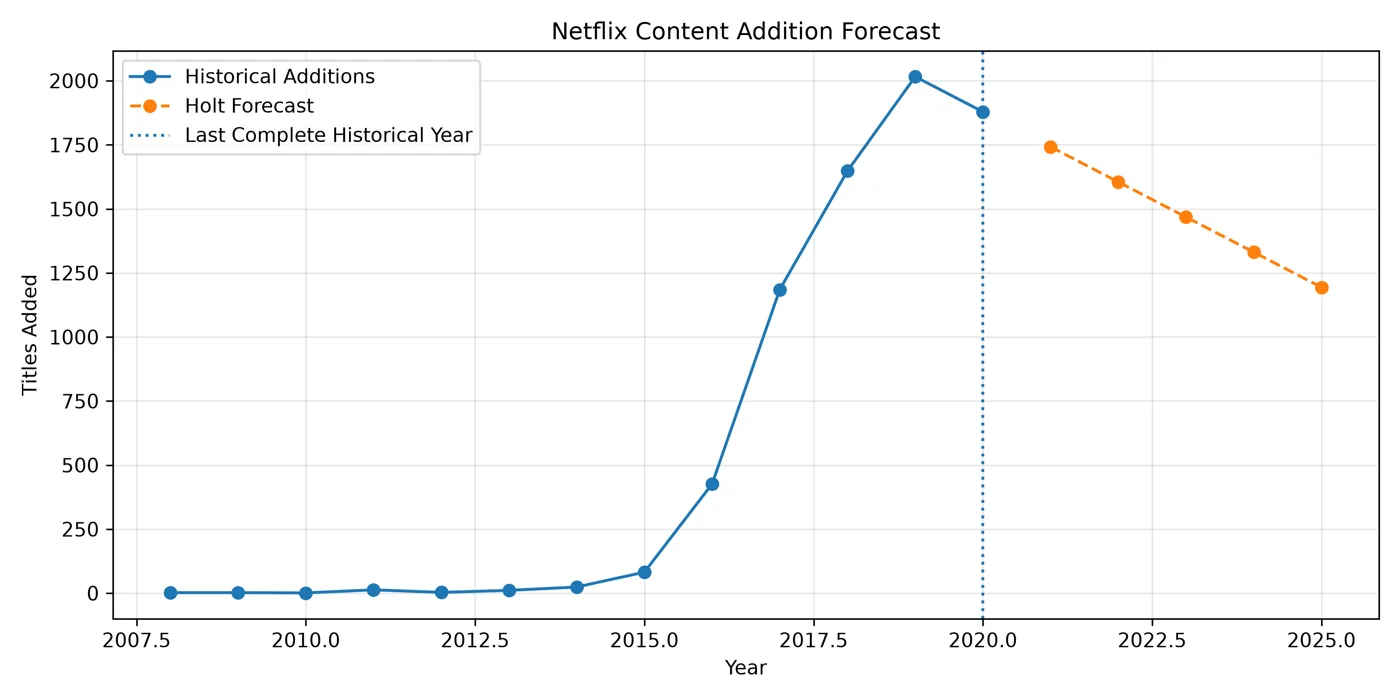 Netflix Content Addition Forecast
Historical Additions
Holt Forecast
Last Complete Historical Year
2000
1750
1500
1250
1000
750
500
250
0
Titles Added
2007.5 2010.0 2012.5 2015.0 2017.5 2020.0 2022.5 2025.0
Year